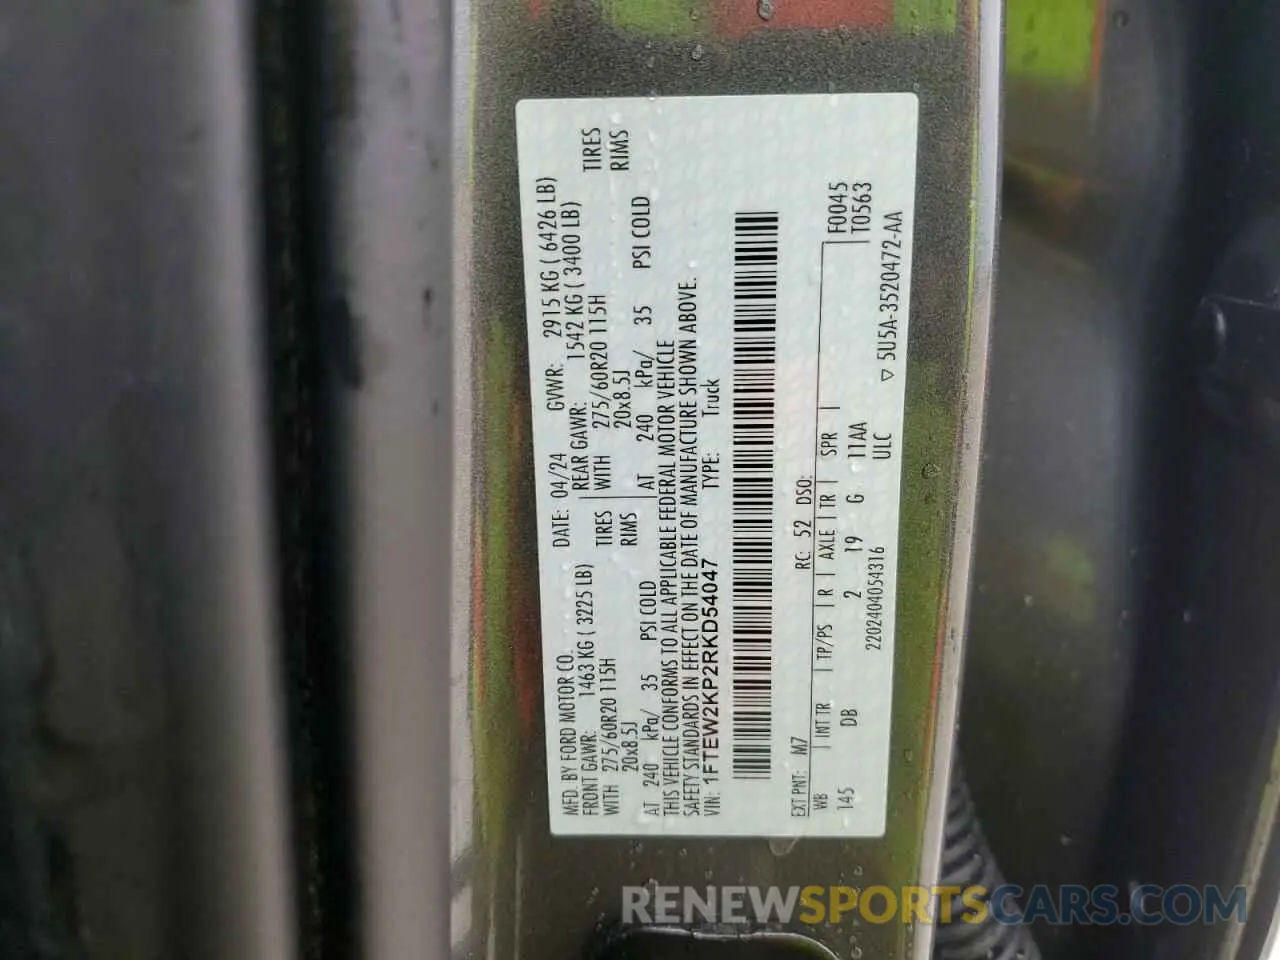 MFD. BY FORD MOTOR CO.
DATE: 04/24 GVWR: 2915 KG ( 6426 LB)
FRONT GAWR: 1463 KG ( 3225 LB)
REAR GAWR: 1542 KG ( 3400 LB)
WITH 275/60R20 115H TIRES
WITH 275/60R20 115H TIRES
20x8.5J RIMS
20x8.5J RIMS
AT 240 kPa/ 35 PSI COLD
AT 240 kPa/ 35 PSI COLD
THIS VEHICLE CONFORMS TO ALL APPLICABLE FEDERAL MOTOR VEHICLE
SAFETY STANDARDS IN EFFECT ON THE DATE OF MANUFACTURE SHOWN ABOVE.
VIN: 1FTEW2KP2RKD54047 TYPE: Truck
EXT PNT: M7 RC: 52 DSO:
WB INT TR TP/PS R AXLE TR SPR F0045
145 DB 2 19 G 11AA T0563
2202404054316 ULC
▽ 5U5A-3520472-AA
RENEWSPORTSCARS.COM